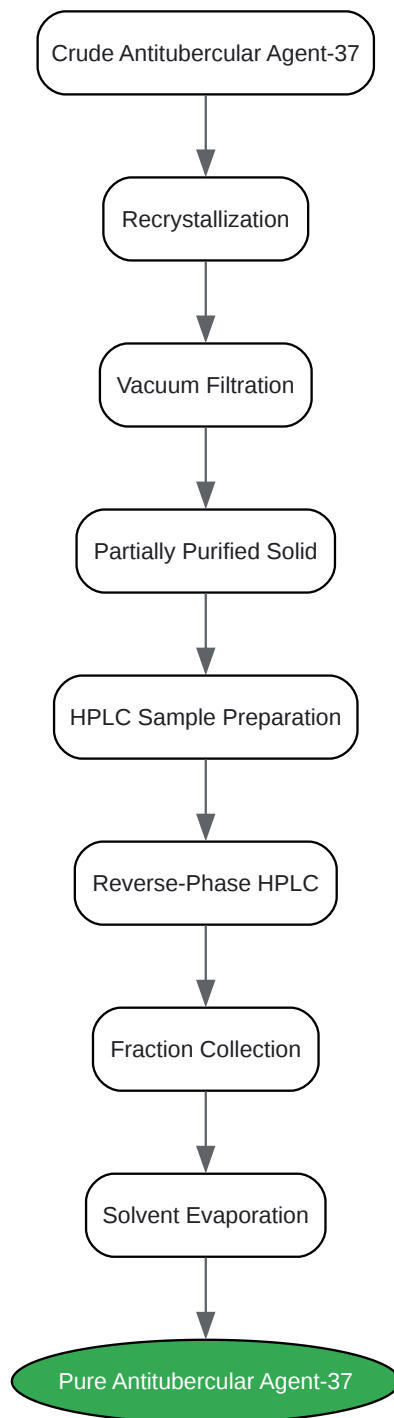 Crude Antitubercular Agent-37
Recrystallization
Vacuum Filtration
Partially Purified Solid
HPLC Sample Preparation
Reverse-Phase HPLC
Fraction Collection
Solvent Evaporation
Pure Antitubercular Agent-37